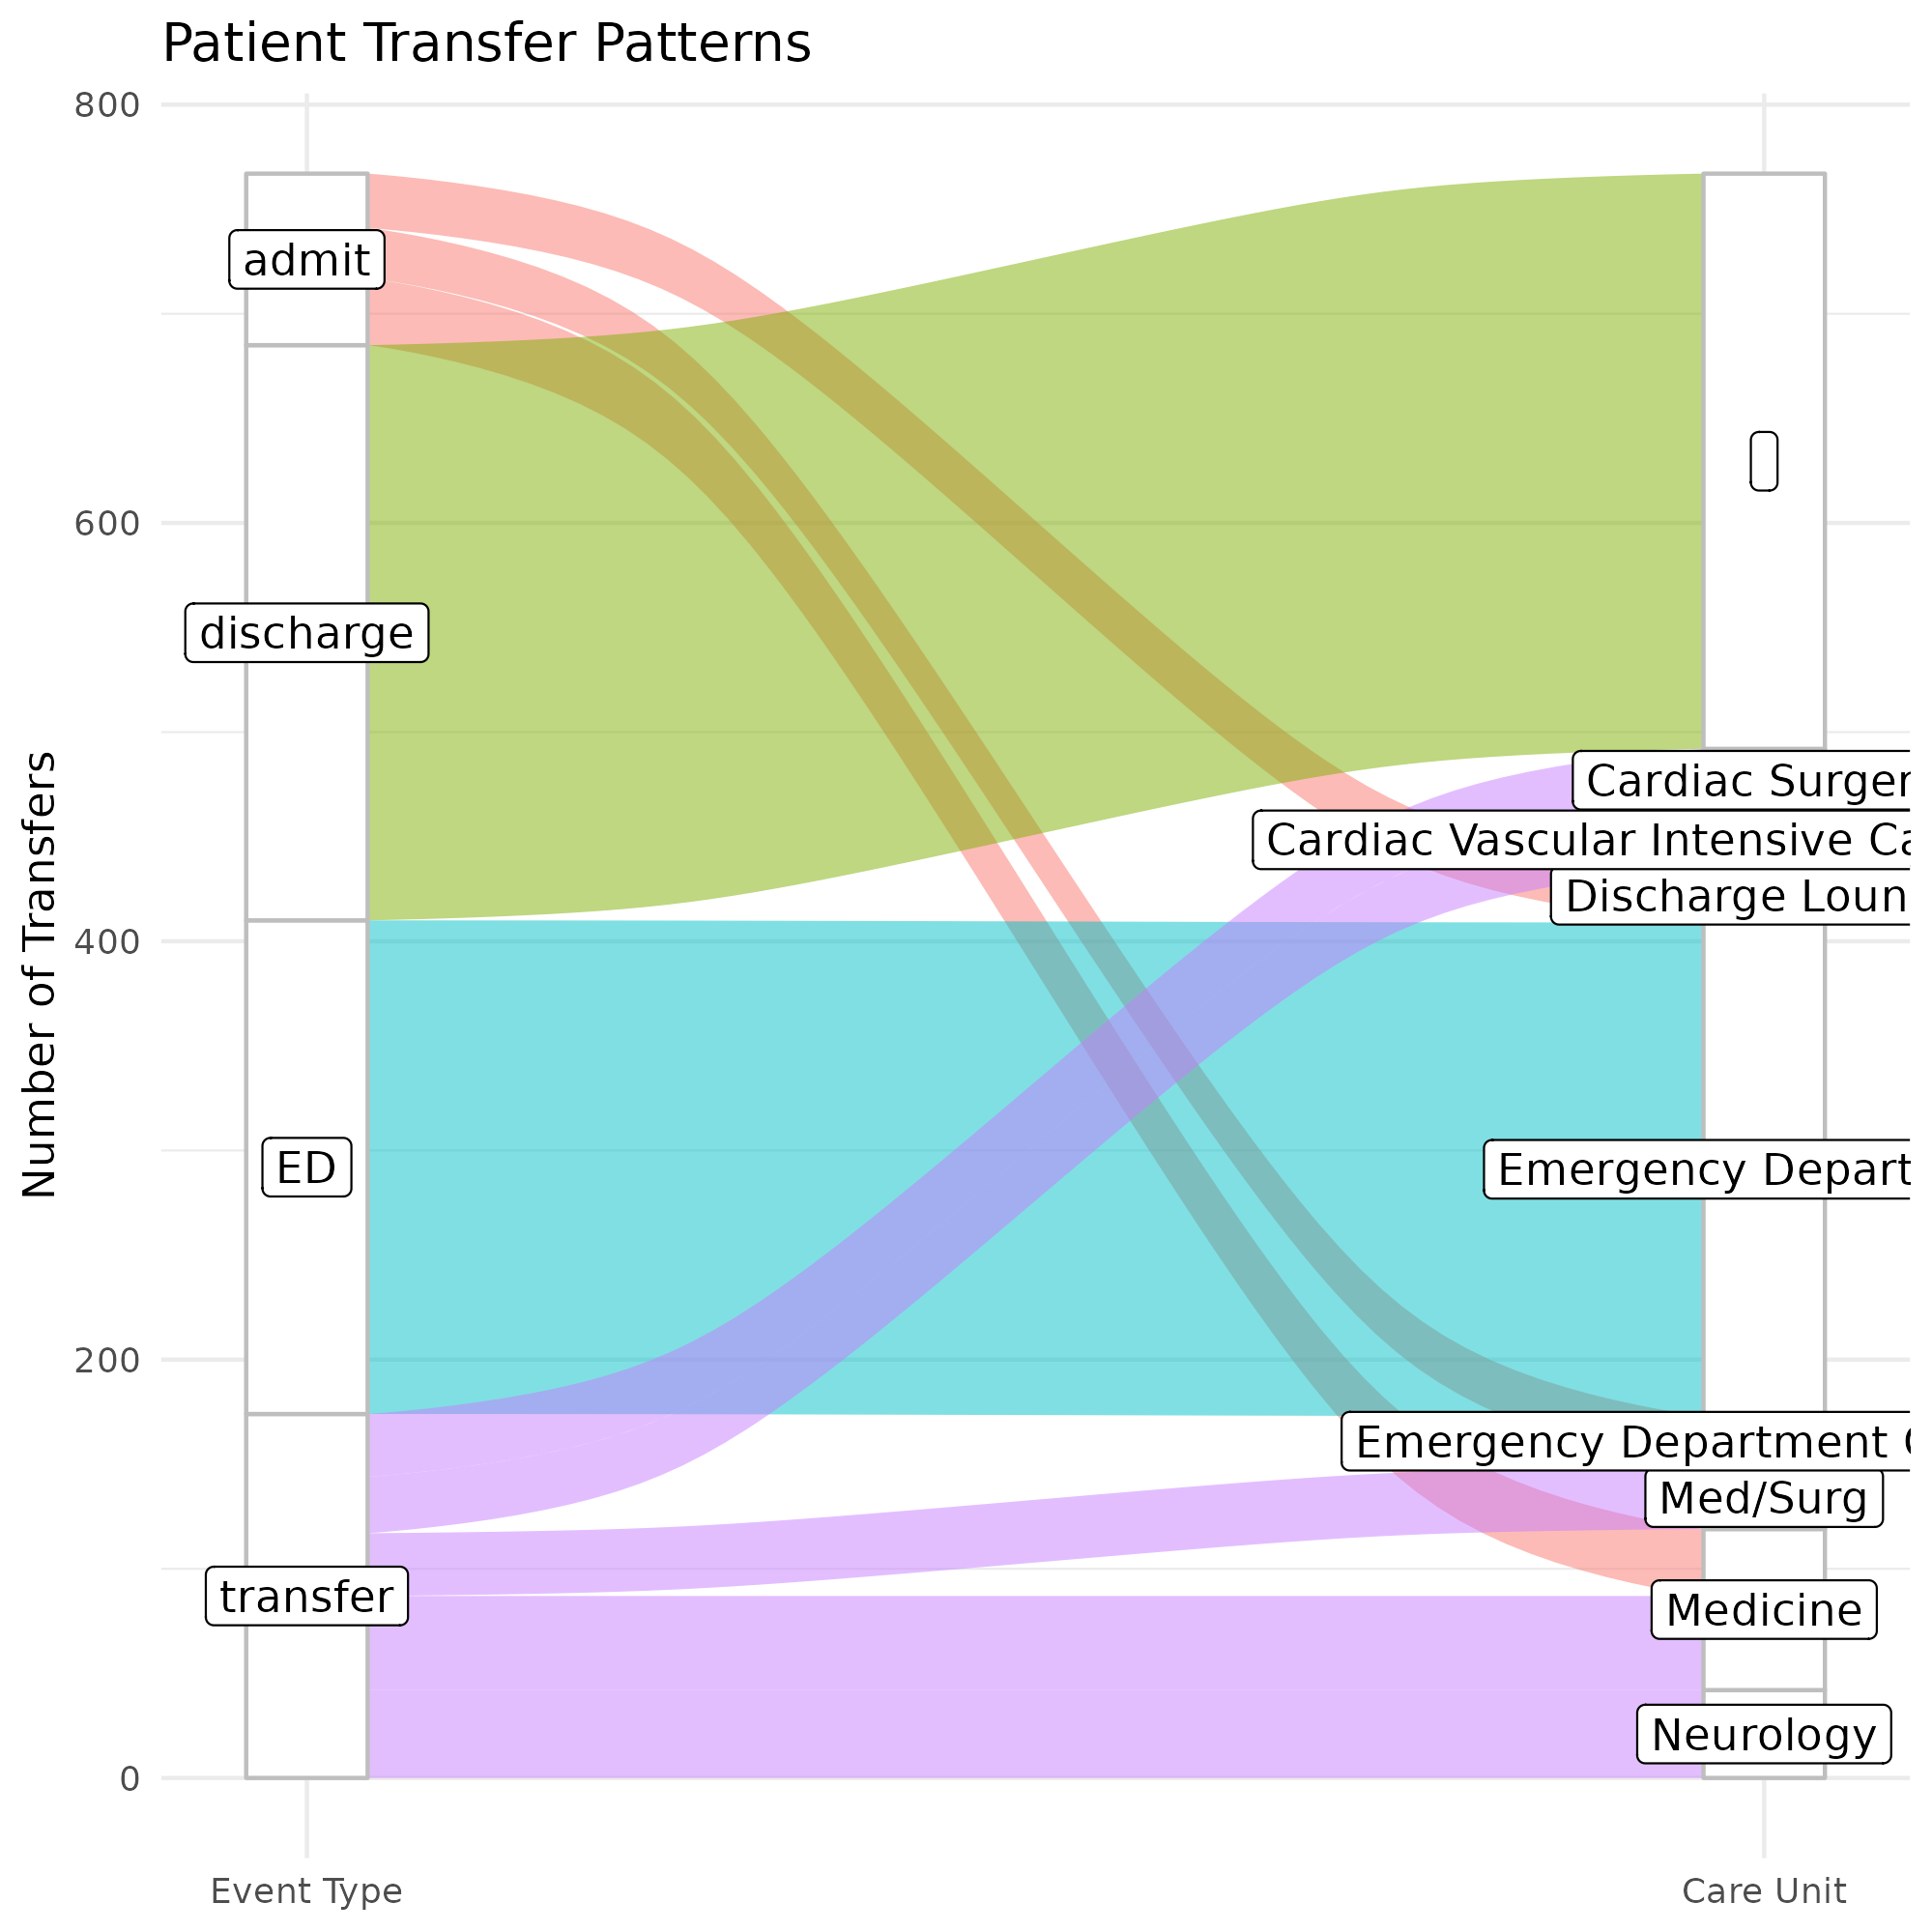 Patient Transfer Patterns
800
600
400
200
0
Number of Transfers
admit
discharge
ED
transfer
Cardiac Surger
Cardiac Vascular Intensive Ca
Discharge Loun
Emergency Depart
Emergency Department
Med/Surg
Medicine
Neurology
Event Type
Care Unit